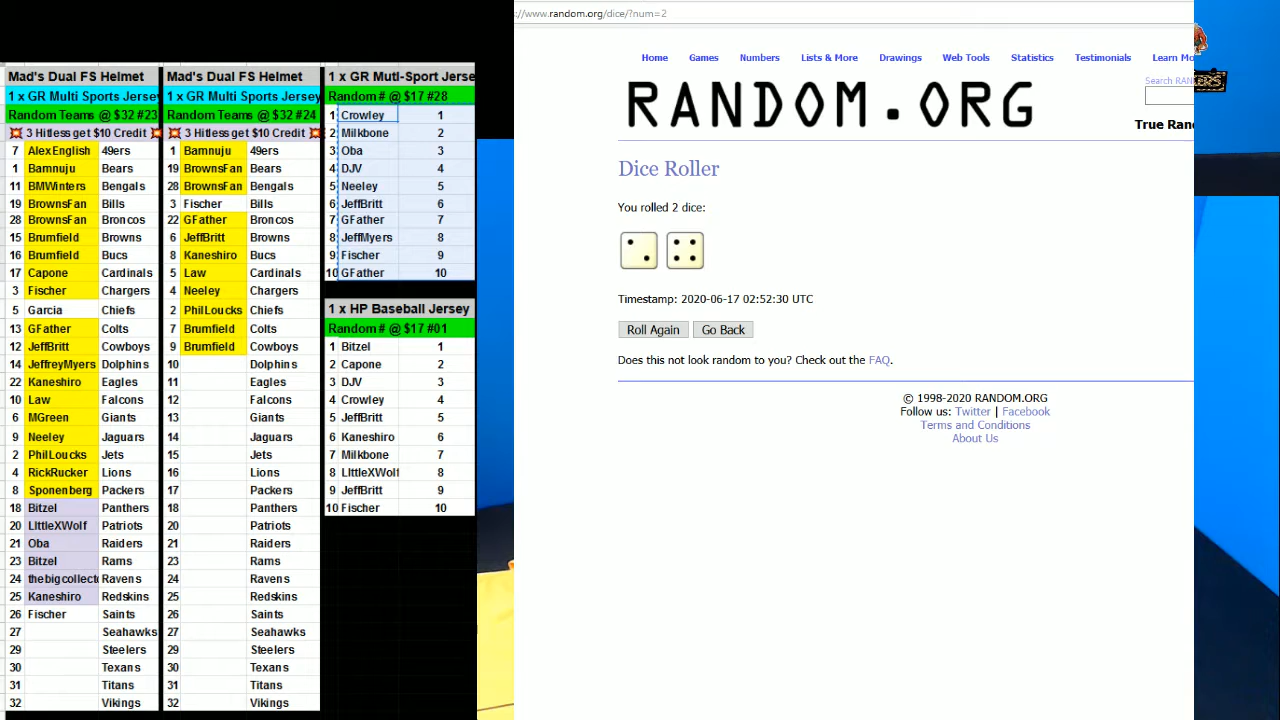 ://www.random.org/dice/?num=2
Home Games Numbers Lists & More Drawings Web Tools Statistics Testimonials Learn Mo
Search RAN
RANDOM.ORG
True Ran
Dice Roller
You rolled 2 dice:
Timestamp: 2020-06-17 02:52:30 UTC
Roll Again Go Back
Does this not look random to you? Check out the FAQ.
© 1998-2020 RANDOM.ORG
Follow us: Twitter | Facebook
Terms and Conditions
About Us
Mad's Dual FS Helmet
1 x GR Multi Sports Jersey
Random Teams @ $32 #23
3 Hitless get $10 Credit
7 AlexEnglish 49ers
1 Bamnuju Bears
11 BMWinters Bengals
19 BrownsFan Bills
28 BrownsFan Broncos
15 Brumfield Browns
16 Brumfield Bucs
17 Capone Cardinals
3 Fischer Chargers
5 Garcia Chiefs
13 GFather Colts
12 JeffBritt Cowboys
14 JeffreyMyers Dolphins
22 Kaneshiro Eagles
10 Law Falcons
6 MGreen Giants
9 Neeley Jaguars
2 PhilLoucks Jets
4 RickRucker Lions
8 Sponenberg Packers
18 Bitzel Panthers
20 LIttleXWolf Patriots
21 Oba Raiders
23 Bitzel Rams
24 thebigcollect Ravens
25 Kaneshiro Redskins
26 Fischer Saints
27 Seahawks
29 Steelers
30 Texans
31 Titans
32 Vikings
Mad's Dual FS Helmet
1 x GR Multi Sports Jersey
Random Teams @ $32 #24
3 Hitless get $10 Credit
1 Bamnuju 49ers
19 BrownsFan Bears
28 BrownsFan Bengals
3 Fischer Bills
22 GFather Broncos
6 JeffBritt Browns
8 Kaneshiro Bucs
5 Law Cardinals
4 Neeley Chargers
2 PhilLoucks Chiefs
7 Brumfield Colts
9 Brumfield Cowboys
10 Dolphins
11 Eagles
12 Falcons
13 Giants
14 Jaguars
15 Jets
16 Lions
17 Packers
18 Panthers
20 Patriots
21 Raiders
23 Rams
24 Ravens
25 Redskins
26 Saints
27 Seahawks
29 Steelers
30 Texans
31 Titans
32 Vikings
1 x GR Muti-Sport Jerse
Random # @ $17 #28
1 Crowley 1
2 Milkbone 2
3 Oba 3
4 DJV 4
5 Neeley 5
6 JeffBritt 6
7 GFather 7
8 JeffMyers 8
9 Fischer 9
10 GFather 10
1 x HP Baseball Jersey
Random # @ $17 #01
1 Bitzel 1
2 Capone 2
3 DJV 3
4 Crowley 4
5 JeffBritt 5
6 Kaneshiro 6
7 Milkbone 7
8 LIttleXWolf 8
9 JeffBritt 9
10 Fischer 10